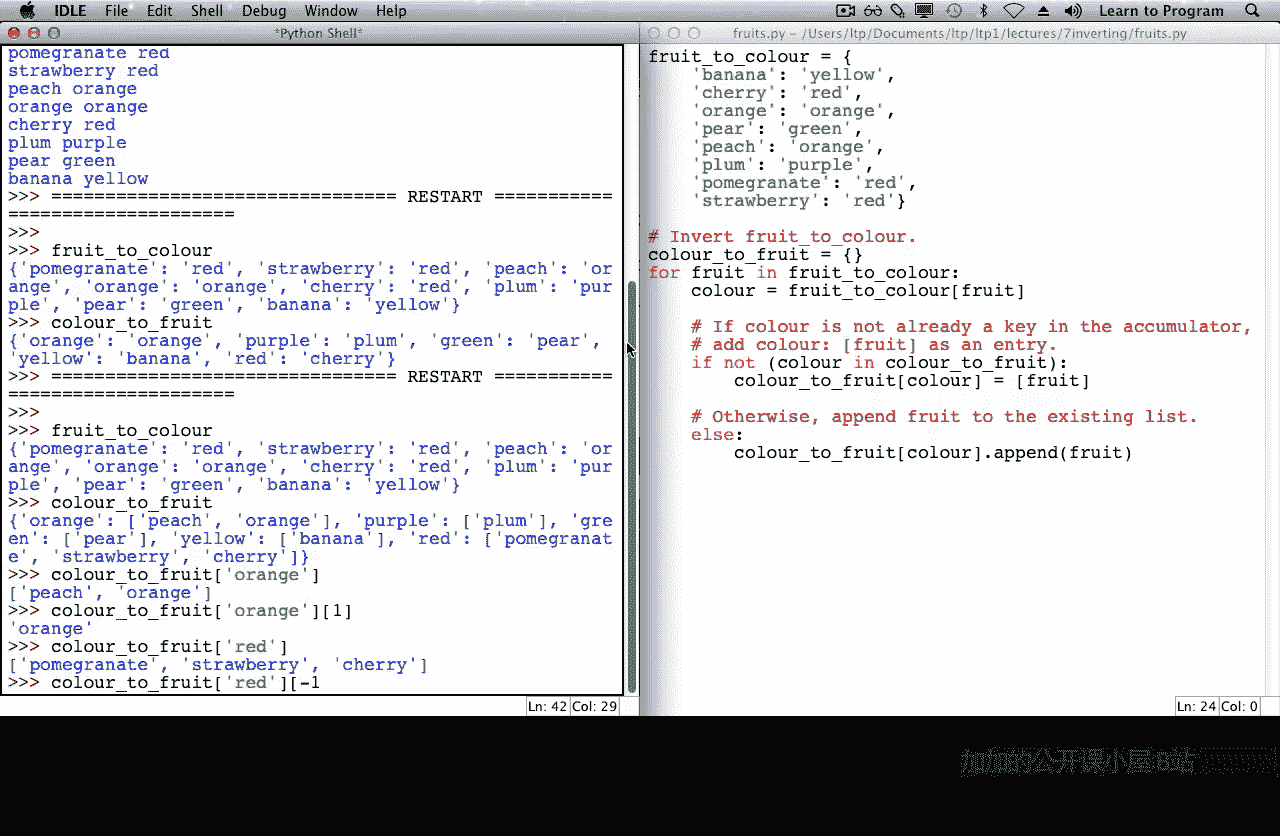 IDLE File Edit Shell Debug Window Help Learn to Program
*Python Shell*
pomegranate red
strawberry red
peach orange
orange orange
cherry red
plum purple
pear green
banana yellow
>>> ================================ RESTART ===========
=====================
>>>
>>> fruit_to_colour
{'pomegranate': 'red', 'strawberry': 'red', 'peach': 'or
ange', 'orange': 'orange', 'cherry': 'red', 'plum': 'pur
ple', 'pear': 'green', 'banana': 'yellow'}
>>> colour_to_fruit
{'orange': 'orange', 'purple': 'plum', 'green': 'pear',
'yellow': 'banana', 'red': 'cherry'}
>>> ================================ RESTART ===========
=====================
>>>
>>> fruit_to_colour
{'pomegranate': 'red', 'strawberry': 'red', 'peach': 'or
ange', 'orange': 'orange', 'cherry': 'red', 'plum': 'pur
ple', 'pear': 'green', 'banana': 'yellow'}
>>> colour_to_fruit
{'orange': ['peach', 'orange'], 'purple': ['plum'], 'gre
en': ['pear'], 'yellow': ['banana'], 'red': ['pomegranat
e', 'strawberry', 'cherry']}
>>> colour_to_fruit['orange']
['peach', 'orange']
>>> colour_to_fruit['orange'][1]
'orange'
>>> colour_to_fruit['red']
['pomegranate', 'strawberry', 'cherry']
>>> colour_to_fruit['red'][-1
Ln: 42 Col: 29
fruits.py - /Users/ltp/Documents/ltp/ltp1/lectures/7inverting/fruits.py
fruit_to_colour = {
    'banana': 'yellow',
    'cherry': 'red',
    'orange': 'orange',
    'pear': 'green',
    'peach': 'orange',
    'plum': 'purple',
    'pomegranate': 'red',
    'strawberry': 'red'}
# Invert fruit_to_colour.
colour_to_fruit = {}
for fruit in fruit_to_colour:
    colour = fruit_to_colour[fruit]
    # If colour is not already a key in the accumulator,
    # add colour: [fruit] as an entry.
    if not (colour in colour_to_fruit):
        colour_to_fruit[colour] = [fruit]
    # Otherwise, append fruit to the existing list.
    else:
        colour_to_fruit[colour].append(fruit)
Ln: 24 Col: 0
加加的公开课小屋 B站